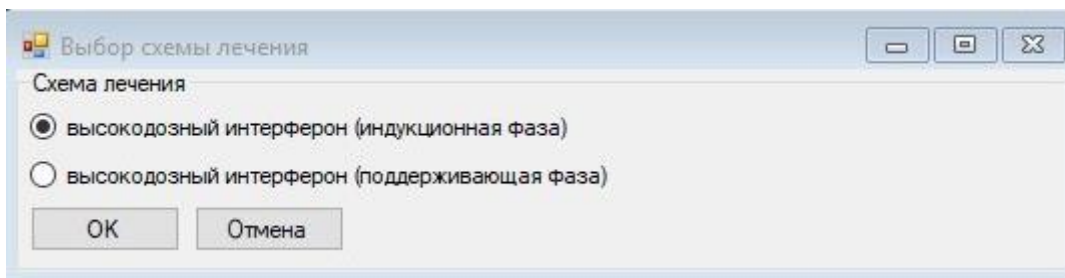 Выбор схемы лечения
Схема лечения
высокодозный интерферон (индукционная фаза)
высокодозный интерферон (поддерживающая фаза)
OK Отмена